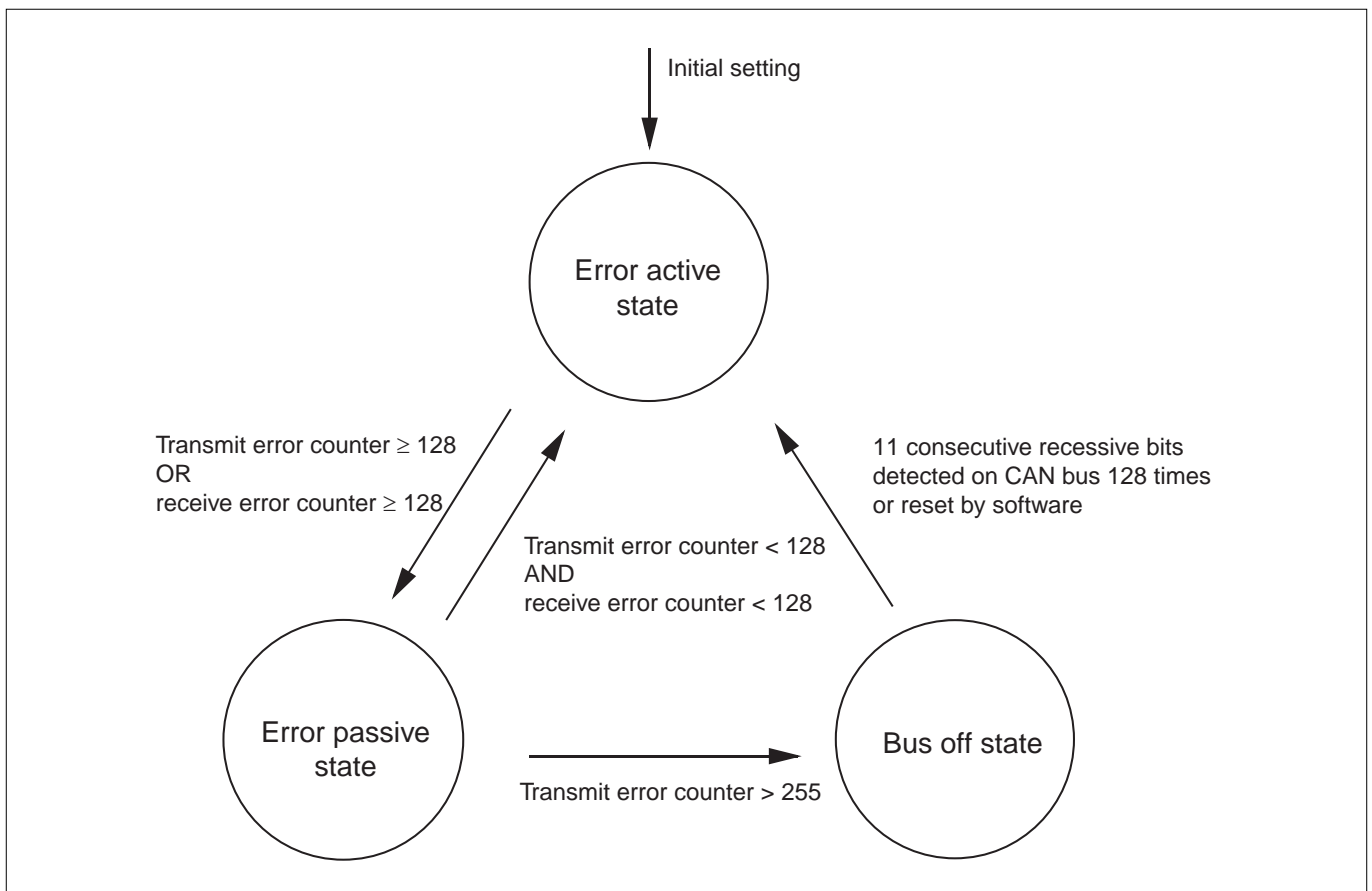 Initial setting
Error active
state
Transmit error counter ≥ 128
OR
receive error counter ≥ 128
11 consecutive recessive bits
detected on CAN bus 128 times
or reset by software
Transmit error counter < 128
AND
receive error counter < 128
Error passive
state
Bus off state
Transmit error counter > 255